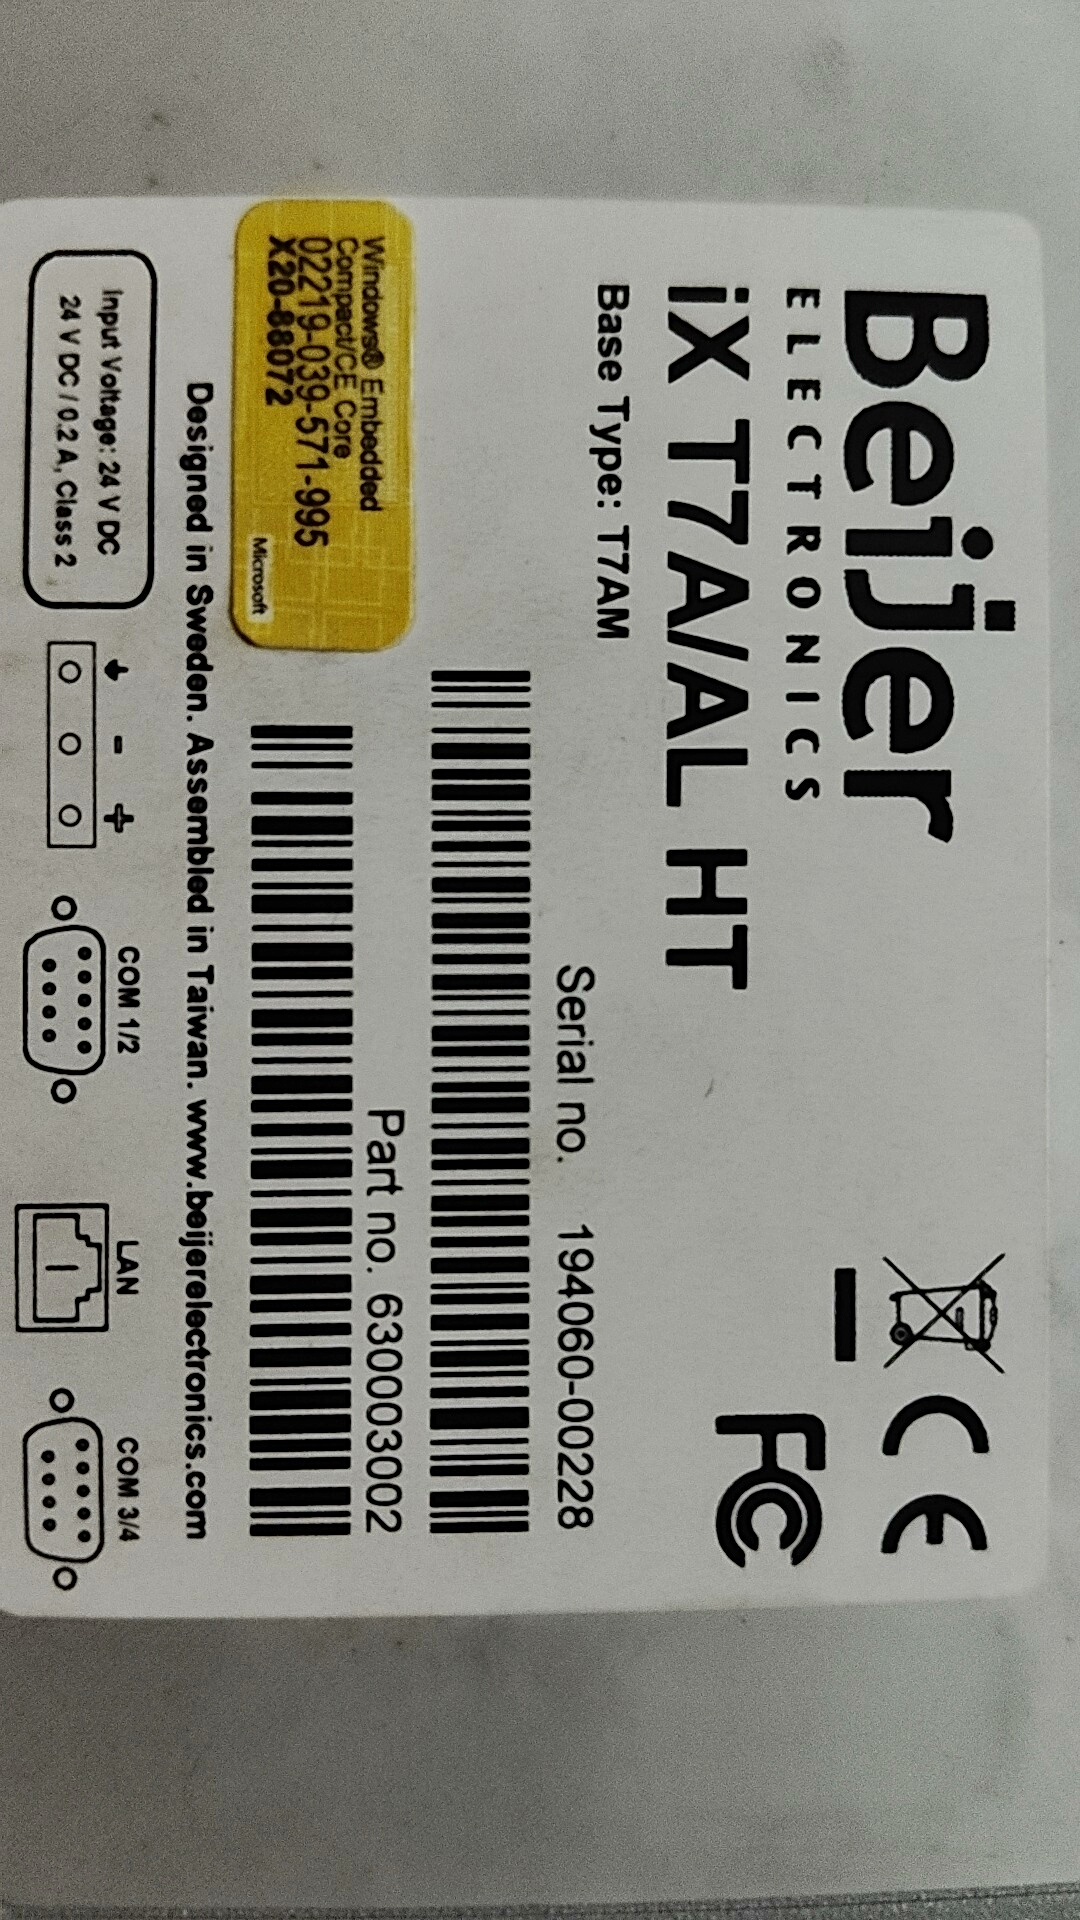 Beijer
ELECTRONICS
iX T7A/AL HT
Base Type: T7AM
CE
FC
Serial no. 194060-00228
Part no. 630003002
Windows® Embedded
Compact/CE Core
02219-039-571-995
X20-88072
Microsoft
Designed in Sweden. Assembled in Taiwan. www.beijerelectronics.com
Input Voltage: 24 V DC
24 V DC / 0.2 A, Class 2
- +
COM 1/2
LAN
COM 3/4